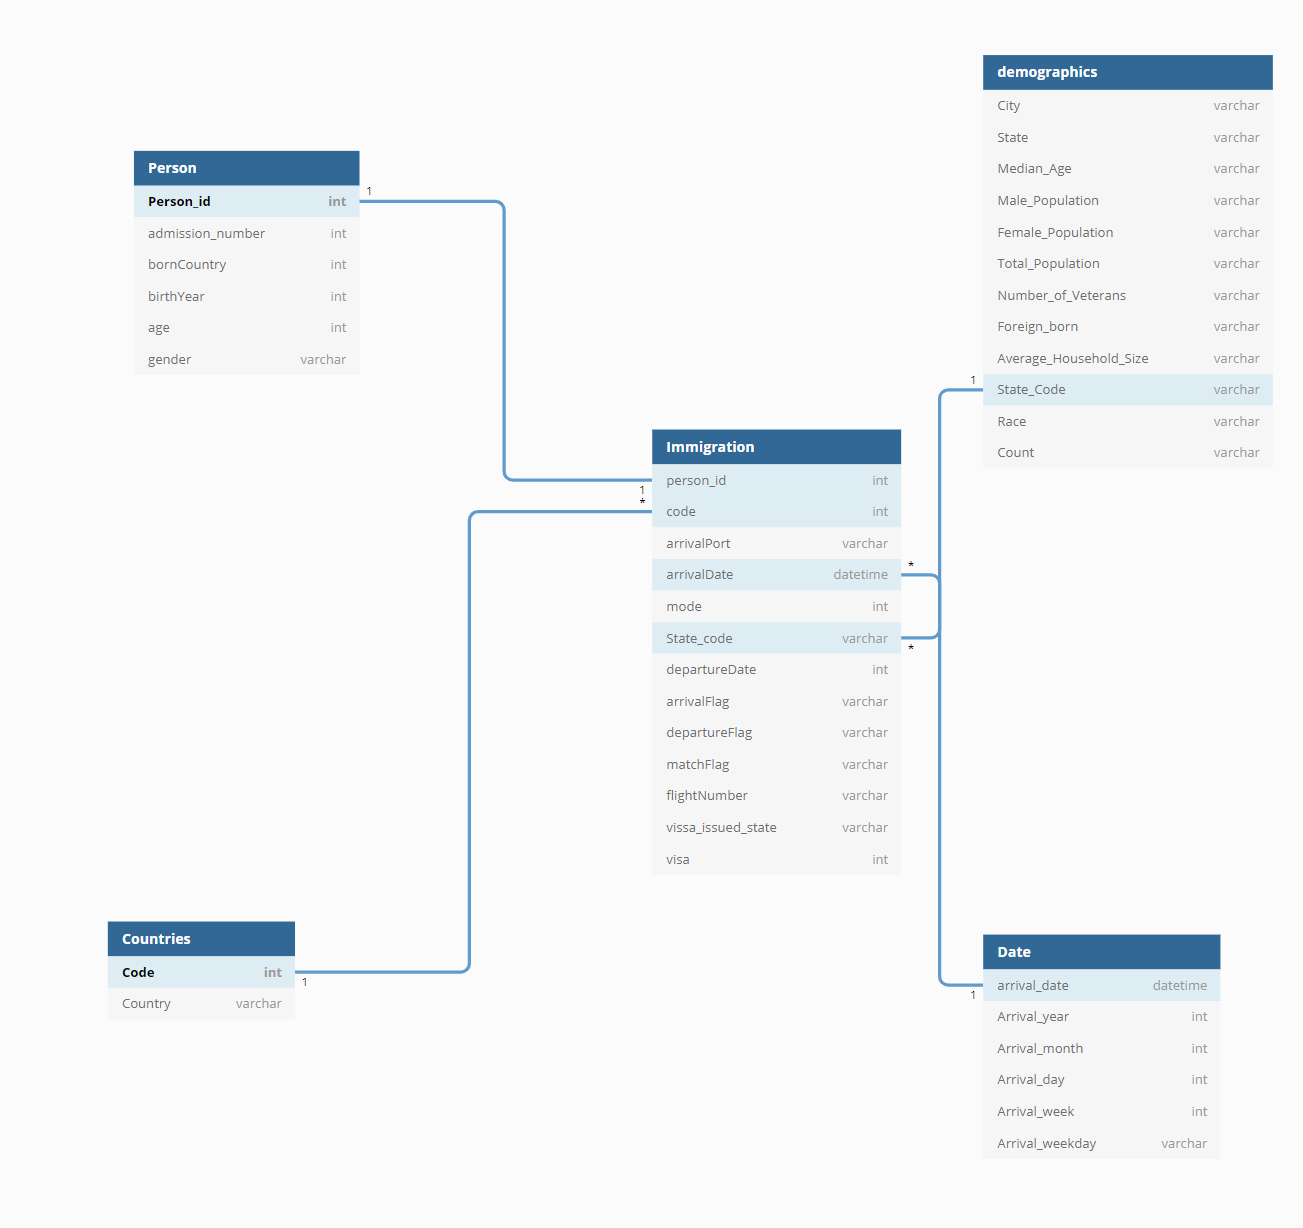 Person
Person_id int
admission_number int
bornCountry int
birthYear int
age int
gender varchar
1
demographics
City varchar
State varchar
Median_Age varchar
Male_Population varchar
Female_Population varchar
Total_Population varchar
Number_of_Veterans varchar
Foreign_born varchar
Average_Household_Size varchar
State_Code varchar
Race varchar
Count varchar
1
Immigration
person_id int
code int
arrivalPort varchar
arrivalDate datetime
mode int
State_code varchar
departureDate int
arrivalFlag varchar
departureFlag varchar
matchFlag varchar
flightNumber varchar
vissa_issued_state varchar
visa int
1
*
*
*
Countries
Code int
Country varchar
1
Date
arrival_date datetime
Arrival_year int
Arrival_month int
Arrival_day int
Arrival_week int
Arrival_weekday varchar
1